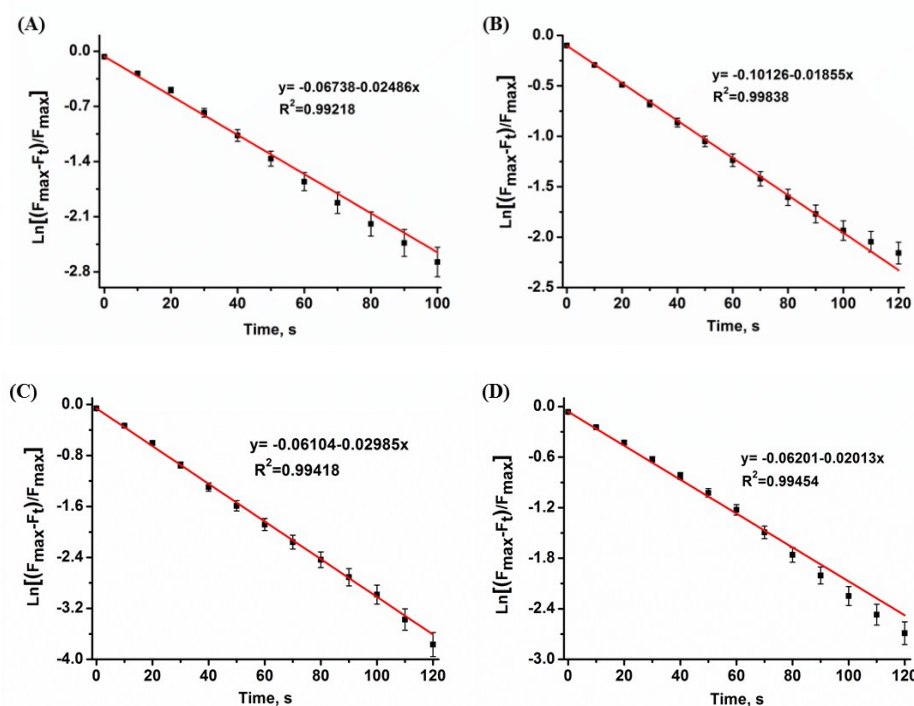 (A)
0.0
-0.7
-1.4
-2.1
-2.8
Ln[(Fmax-Ft)/Fmax]
y= -0.06738-0.02486x
R²=0.99218
0 20 40 60 80 100
Time, s
(B)
0.0
-0.5
-1.0
-1.5
-2.0
-2.5
Ln[(Fmax-Ft)/Fmax]
y= -0.10126-0.01855x
R²=0.99838
0 20 40 60 80 100 120
Time, s
(C)
0.0
-0.8
-1.6
-2.4
-3.2
-4.0
Ln[(Fmax-Ft)/Fmax]
y= -0.06104-0.02985x
R²=0.99418
0 20 40 60 80 100 120
Time, s
(D)
0.0
-0.6
-1.2
-1.8
-2.4
-3.0
Ln[(Fmax-Ft)/Fmax]
y= -0.06201-0.02013x
R²=0.99454
0 20 40 60 80 100 120
Time, s